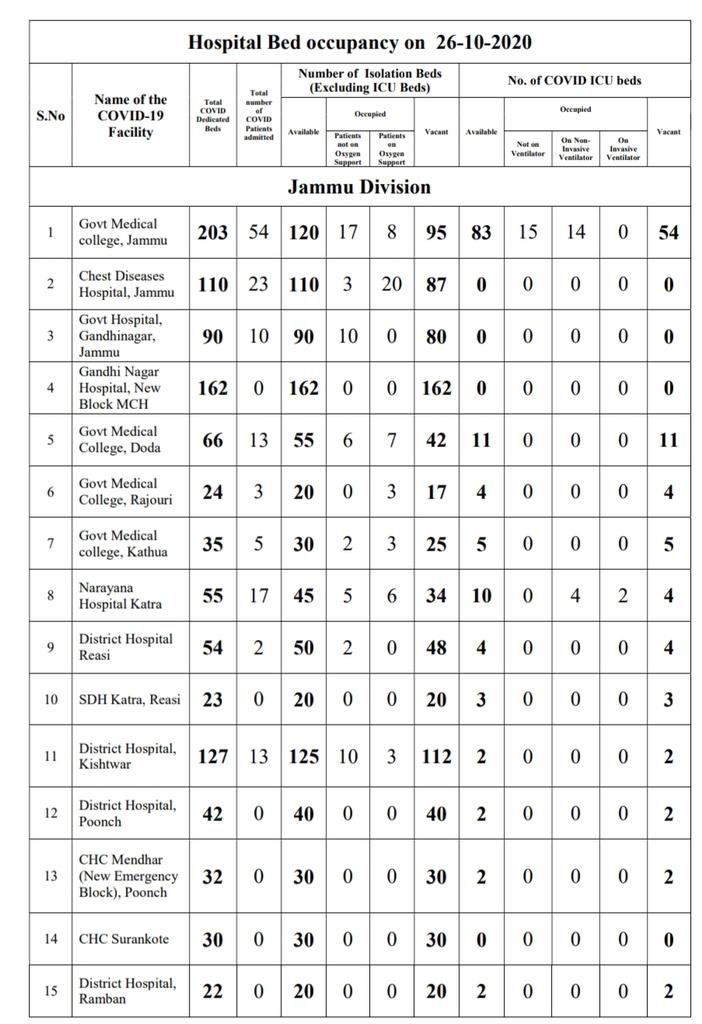 Hospital Bed occupancy on 26-10-2020
S.No
Name of the
COVID-19
Facility
Total
COVID
Dedicated
Beds
Total
number
of
COVID
Patients
admitted
Number of Isolation Beds
(Excluding ICU Beds)
No. of COVID ICU beds
Available
Occupied
Patients
not on
Oxygen
Support
Patients
on
Oxygen
Support
Vacant
Available
Occupied
Not on
Ventilator
On Non-
Invasive
Ventilator
On
Invasive
Ventilator
Vacant
Jammu Division
1 Govt Medical
college, Jammu 203 54 120 17 8 95 83 15 14 0 54
2 Chest Diseases
Hospital, Jammu 110 23 110 3 20 87 0 0 0 0 0
3 Govt Hospital,
Gandhinagar,
Jammu 90 10 90 10 0 80 0 0 0 0 0
4 Gandhi Nagar
Hospital, New
Block MCH 162 0 162 0 0 162 0 0 0 0 0
5 Govt Medical
College, Doda 66 13 55 6 7 42 11 0 0 0 11
6 Govt Medical
College, Rajouri 24 3 20 0 3 17 4 0 0 0 4
7 Govt Medical
college, Kathua 35 5 30 2 3 25 5 0 0 0 5
8 Narayana
Hospital Katra 55 17 45 5 6 34 10 0 4 2 4
9 District Hospital
Reasi 54 2 50 2 0 48 4 0 0 0 4
10 SDH Katra, Reasi 23 0 20 0 0 20 3 0 0 0 3
11 District Hospital,
Kishtwar 127 13 125 10 3 112 2 0 0 0 2
12 District Hospital,
Poonch 42 0 40 0 0 40 2 0 0 0 2
13 CHC Mendhar
(New Emergency
Block), Poonch 32 0 30 0 0 30 2 0 0 0 2
14 CHC Surankote 30 0 30 0 0 30 0 0 0 0 0
15 District Hospital,
Ramban 22 0 20 0 0 20 2 0 0 0 2